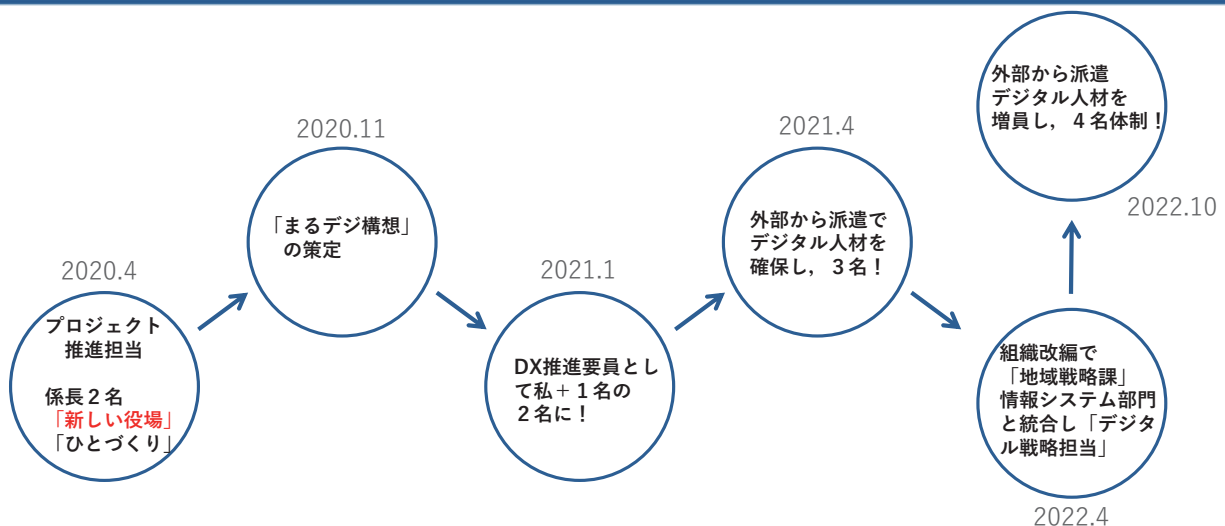 2020.4
プロジェクト
推進担当
係長２名
「新しい役場」
「ひとづくり」
2020.11
「まるデジ構想」
の策定
2021.1
DX推進要員とし
て私＋１名の
２名に！
2021.4
外部から派遣で
デジタル人材を
確保し，３名！
組織改編で
「地域戦略課」
情報システム部門
と統合し「デジタ
ル戦略担当」
2022.4
外部から派遣
デジタル人材を
増員し，４名体制！
2022.10